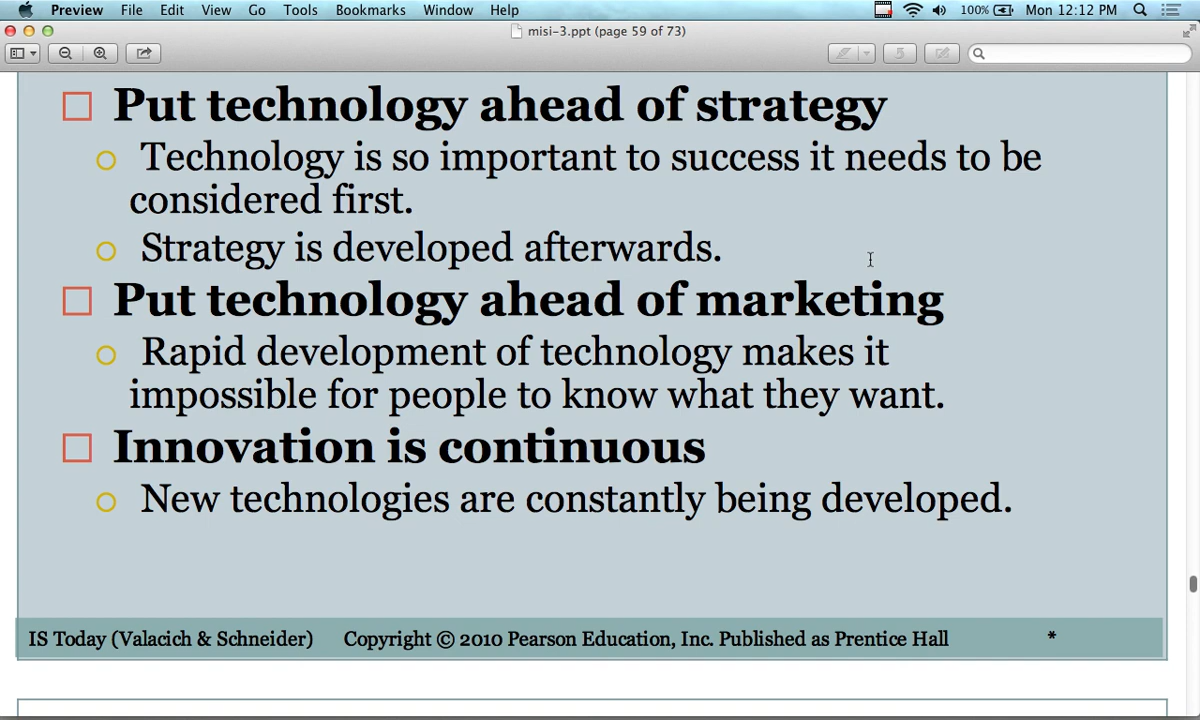 Preview File Edit View Go Tools Bookmarks Window Help 100% Mon 12:12 PM
misi-3.ppt (page 59 of 73)
Put technology ahead of strategy
Technology is so important to success it needs to be
considered first.
Strategy is developed afterwards.
Put technology ahead of marketing
Rapid development of technology makes it
impossible for people to know what they want.
Innovation is continuous
New technologies are constantly being developed.
IS Today (Valacich & Schneider) Copyright © 2010 Pearson Education, Inc. Published as Prentice Hall *